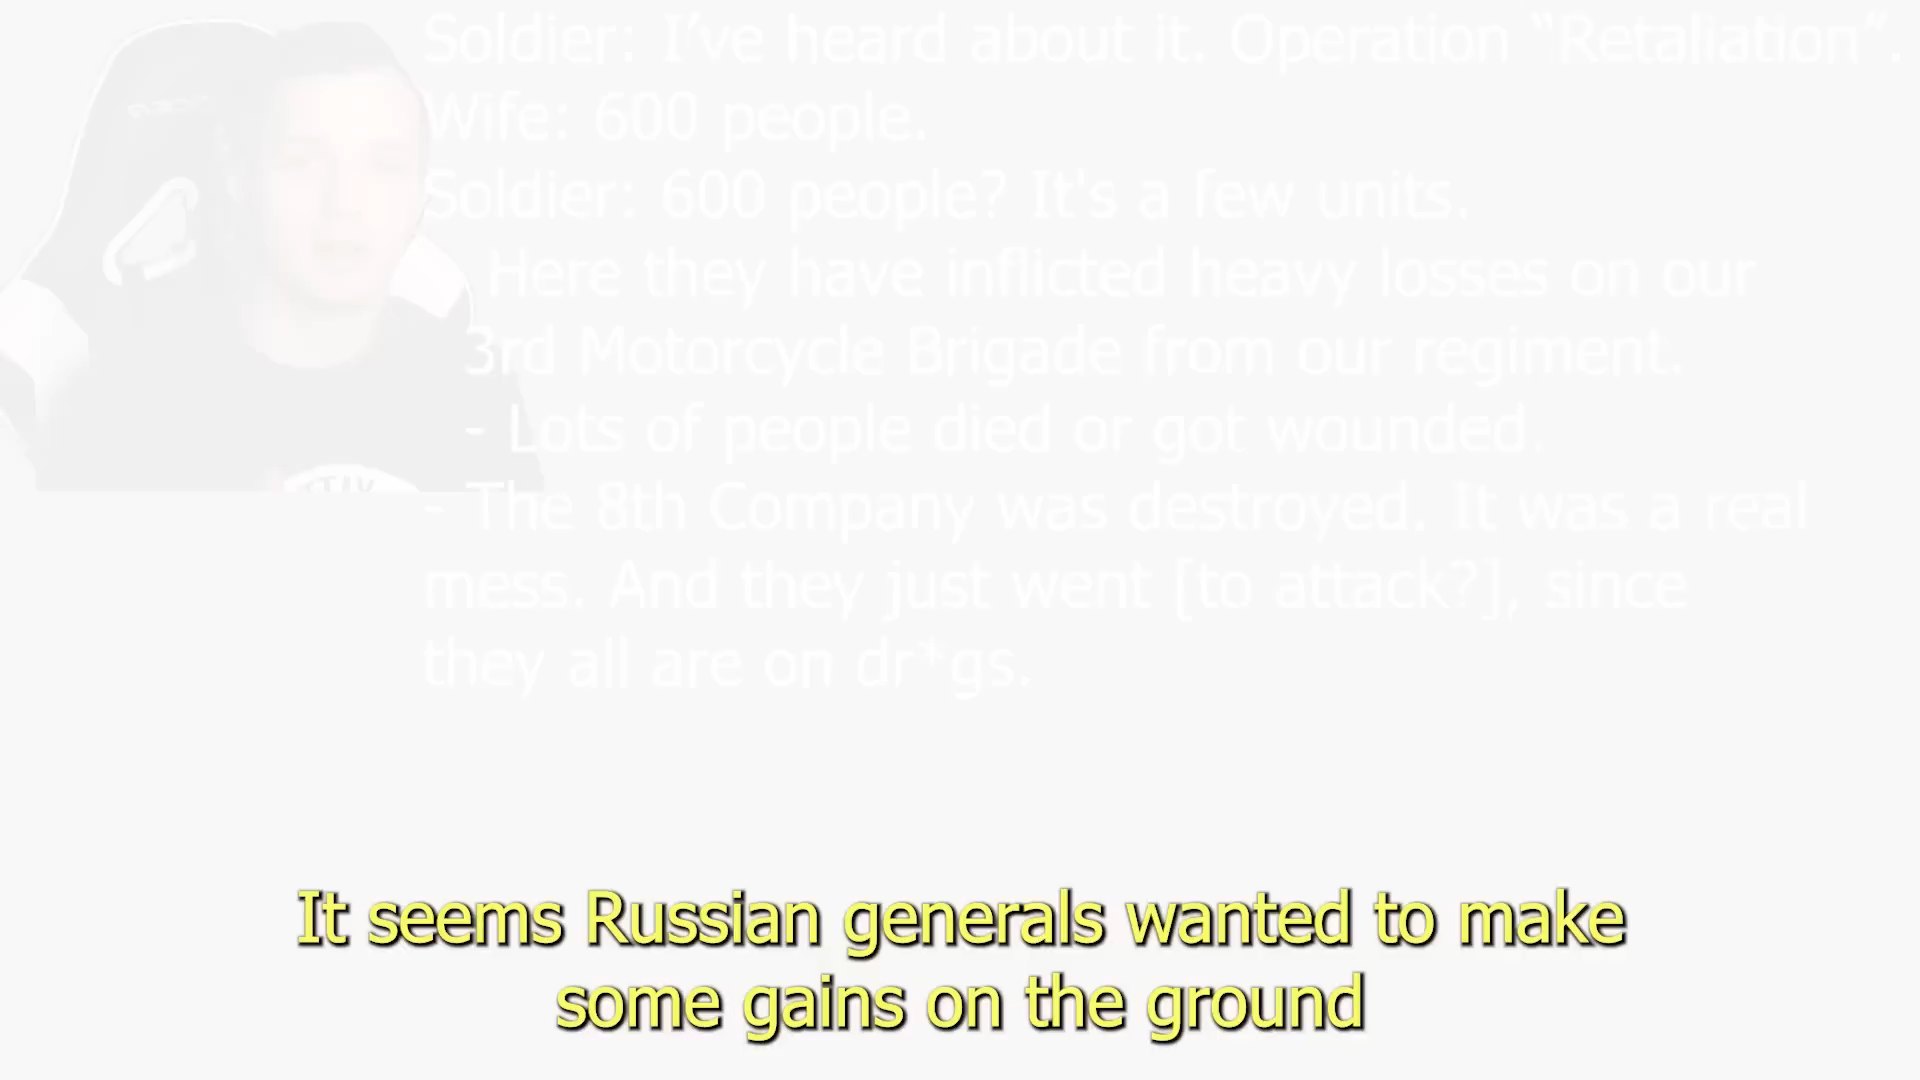 Soldier: I’ve heard about it. Operation “Retaliation”.
Wife: 600 people.
Soldier: 600 people? It's a few units.
Here they have inflicted heavy losses on our
3rd Motorcycle Brigade from our regiment.
- Lots of people died or got wounded.
- The 8th Company was destroyed. It was a real
mess. And they just went [to attack?], since
they all are on dr*gs.
It seems Russian generals wanted to make
some gains on the ground